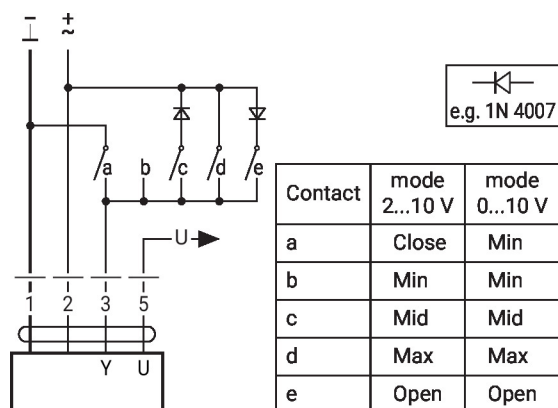 − +
⊥ ~
e.g. 1N 4007
a b c d e
U
1 2 3 5
Y U
Contact mode 2...10 V mode 0...10 V
a Close Min
b Min Min
c Mid Mid
d Max Max
e Open Open